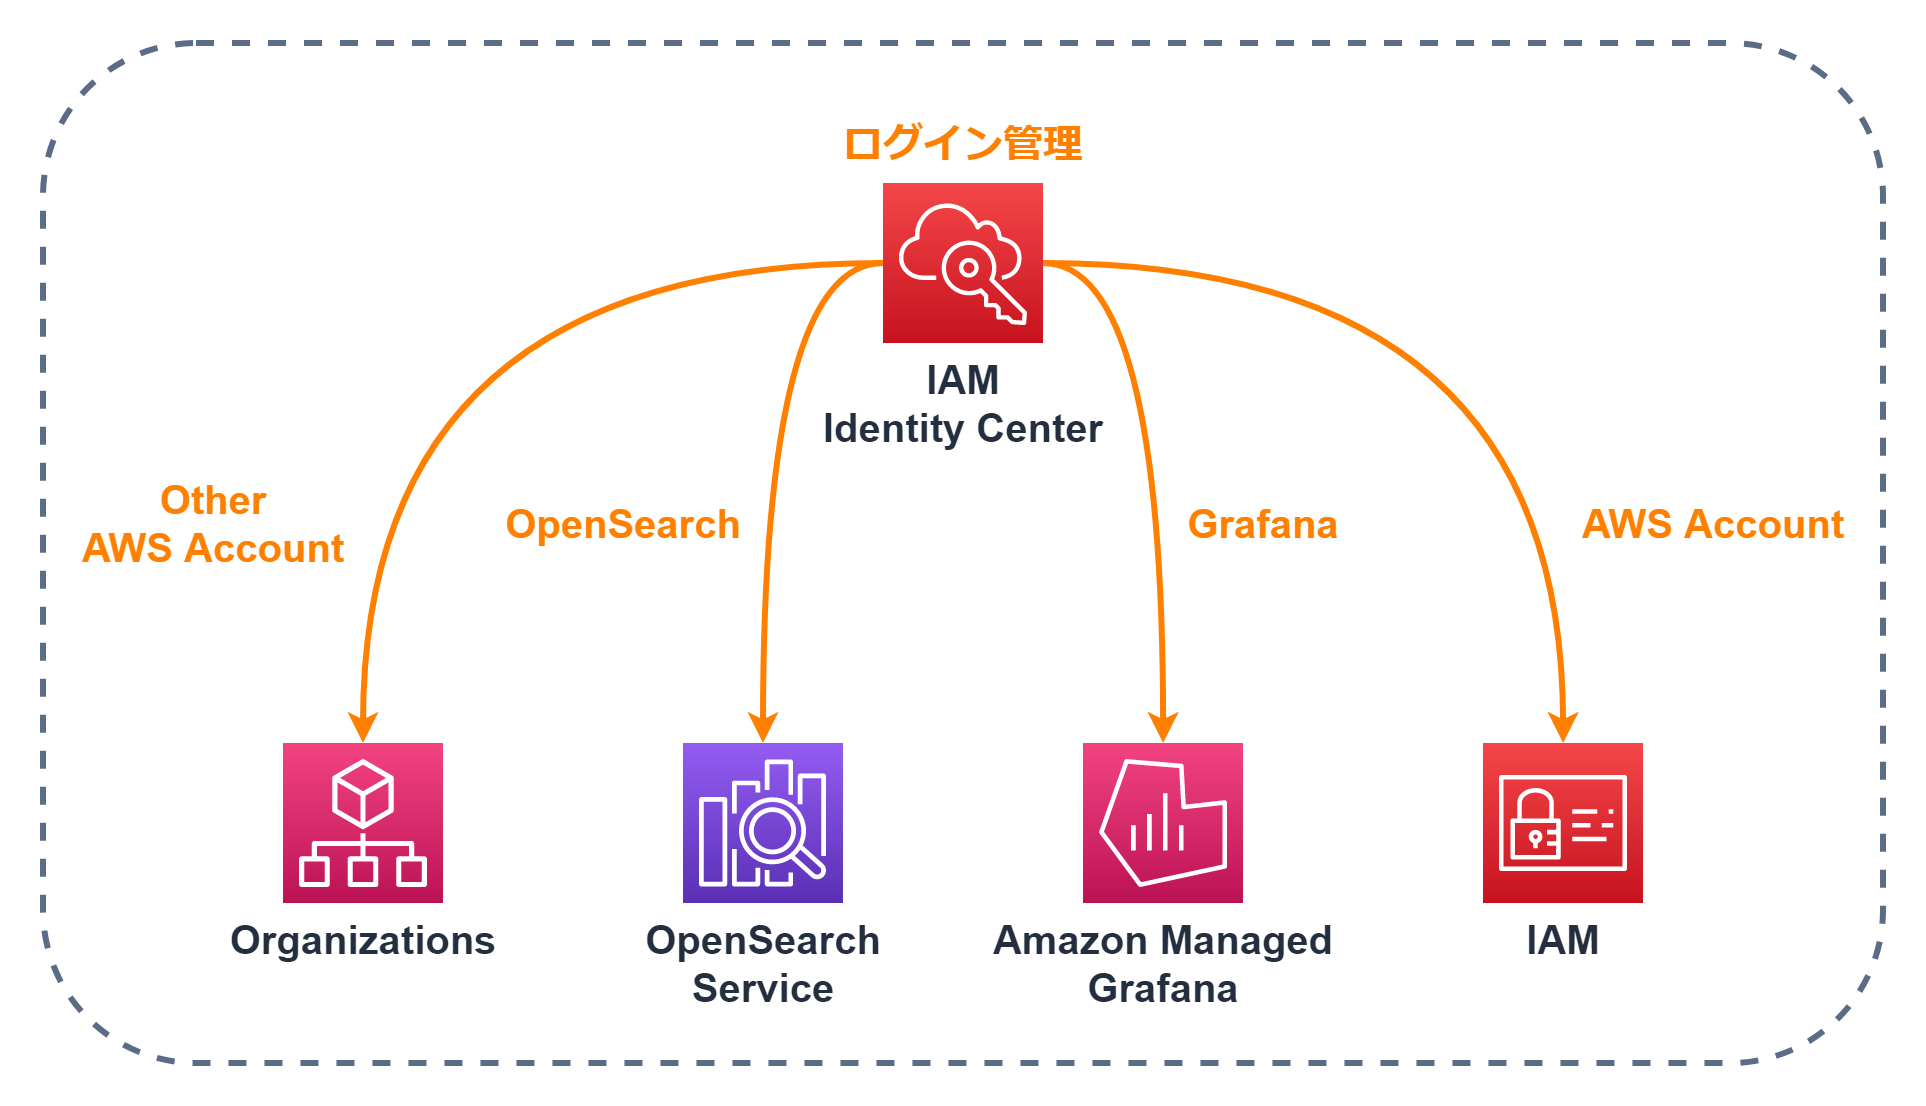 ログイン管理
IAM
Identity Center
Other
AWS Account
OpenSearch
Grafana
AWS Account
Organizations
OpenSearch
Service
Amazon Managed
Grafana
IAM